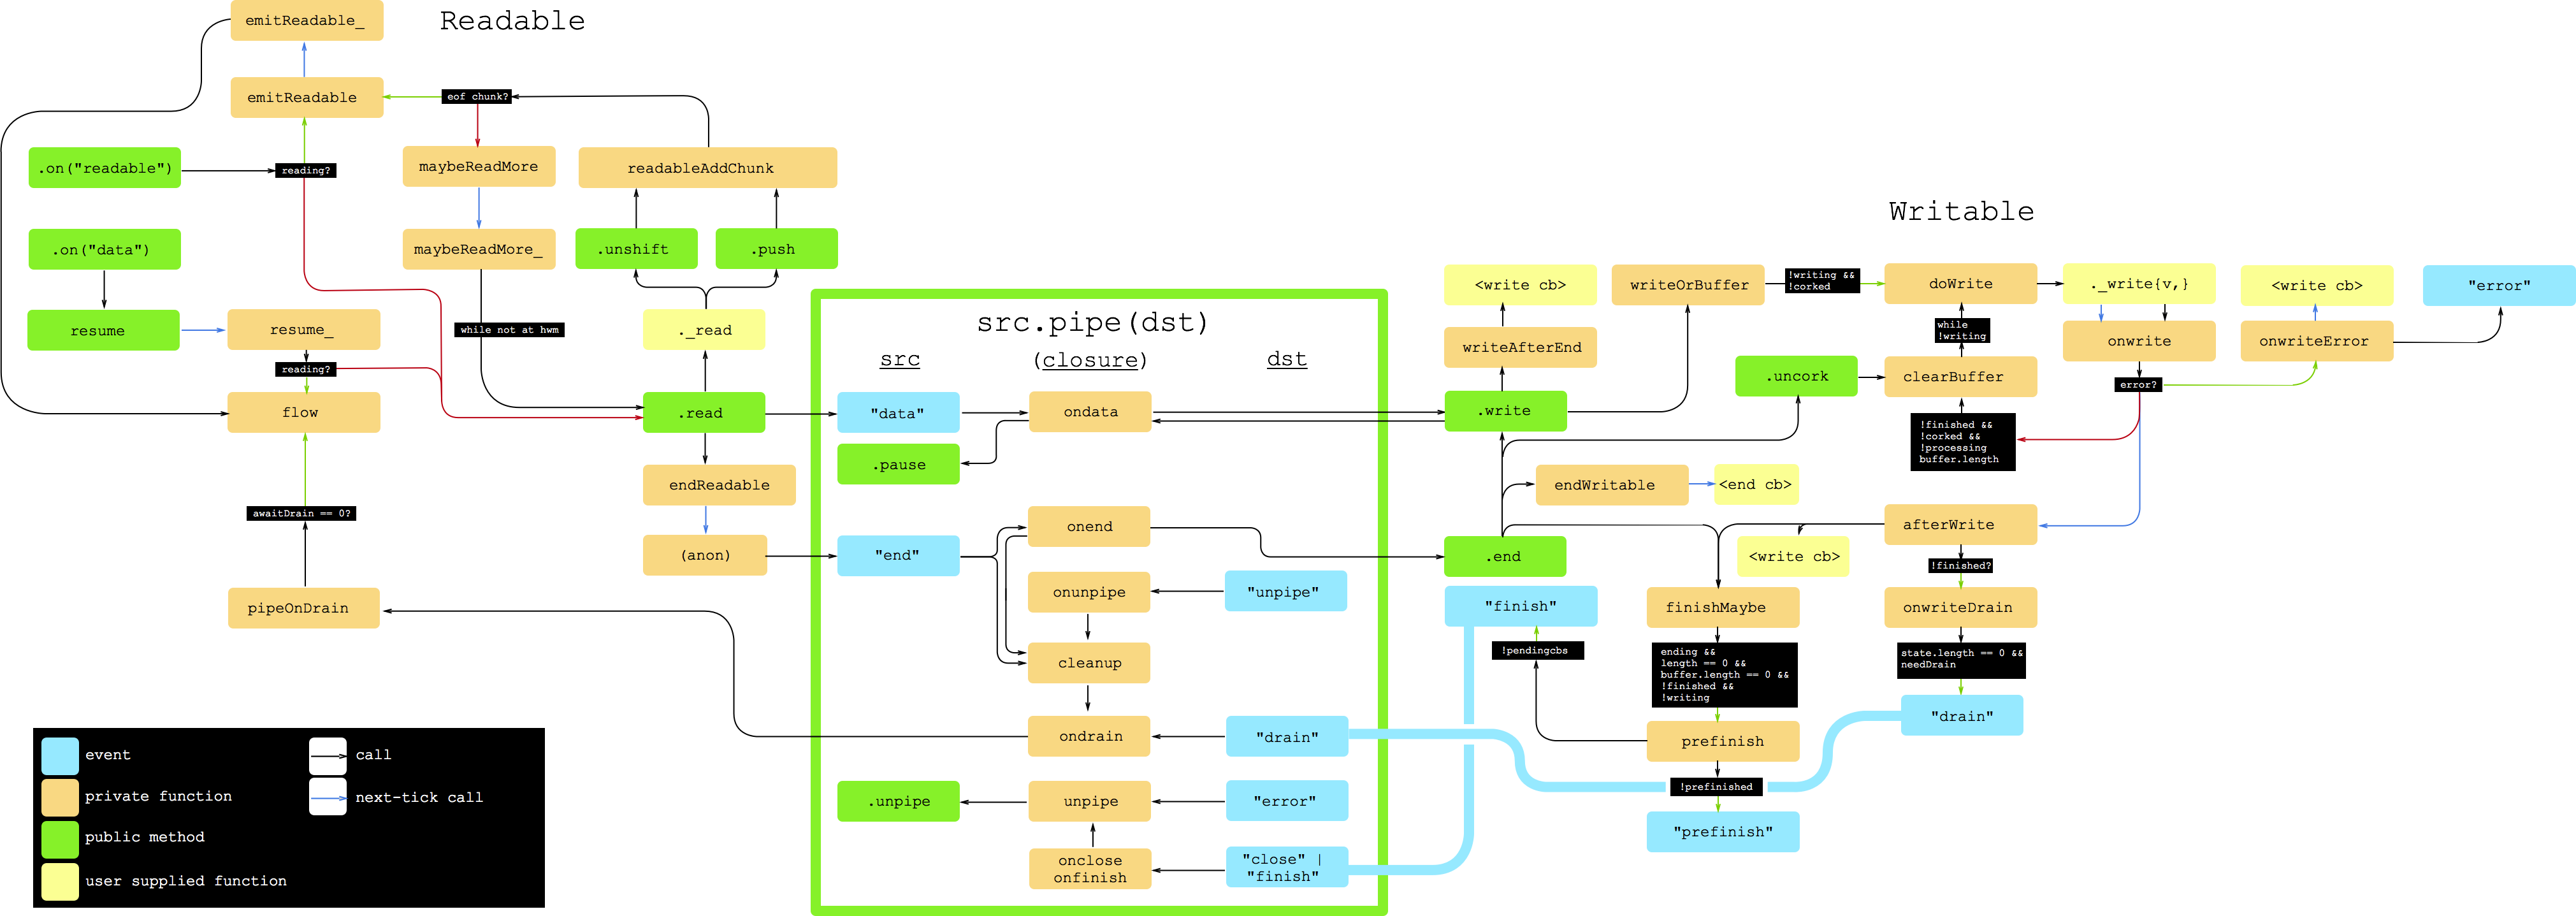 Readable
emitReadable_
emitReadable
eof chunk?
.on("readable")
reading?
maybeReadMore
readableAddChunk
.on("data")
maybeReadMore_
.unshift
.push
resume
resume_
while not at hwm
._read
reading?
flow
.read
endReadable
awaitDrain == 0?
(anon)
pipeOnDrain
src.pipe(dst)
src
(closure)
dst
"data"
ondata
.pause
onend
"end"
onunpipe
"unpipe"
cleanup
ondrain
"drain"
.unpipe
unpipe
"error"
onclose
onfinish
"close" |
"finish"
Writable
<write cb>
writeOrBuffer
!writing &&
!corked
doWrite
._write{v,}
<write cb>
"error"
writeAfterEnd
while
!writing
onwrite
onwriteError
.uncork
clearBuffer
error?
.write
!finished &&
!corked &&
!processing
buffer.length
endWritable
<end cb>
afterWrite
.end
<write cb>
!finished?
"finish"
finishMaybe
onwriteDrain
!pendingcbs
ending &&
length == 0 &&
buffer.length == 0 &&
!finished &&
!writing
state.length == 0 &&
needDrain
"drain"
prefinish
!prefinished
"prefinish"
event
call
private function
next-tick call
public method
user supplied function